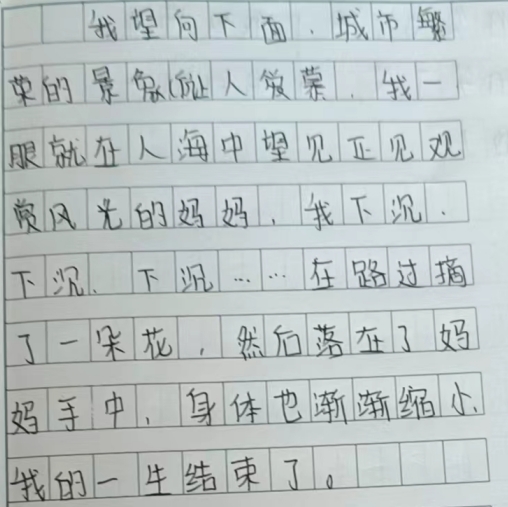 我望向下面，城市繁
荣的景象让人羡慕，我一
眼就在人海中望见正见观
赏风光的妈妈，我下沉，
下沉、下沉……在路过摘
了一朵花，然后落在了妈
妈手中，身体也渐渐缩小，
我的一生结束了。